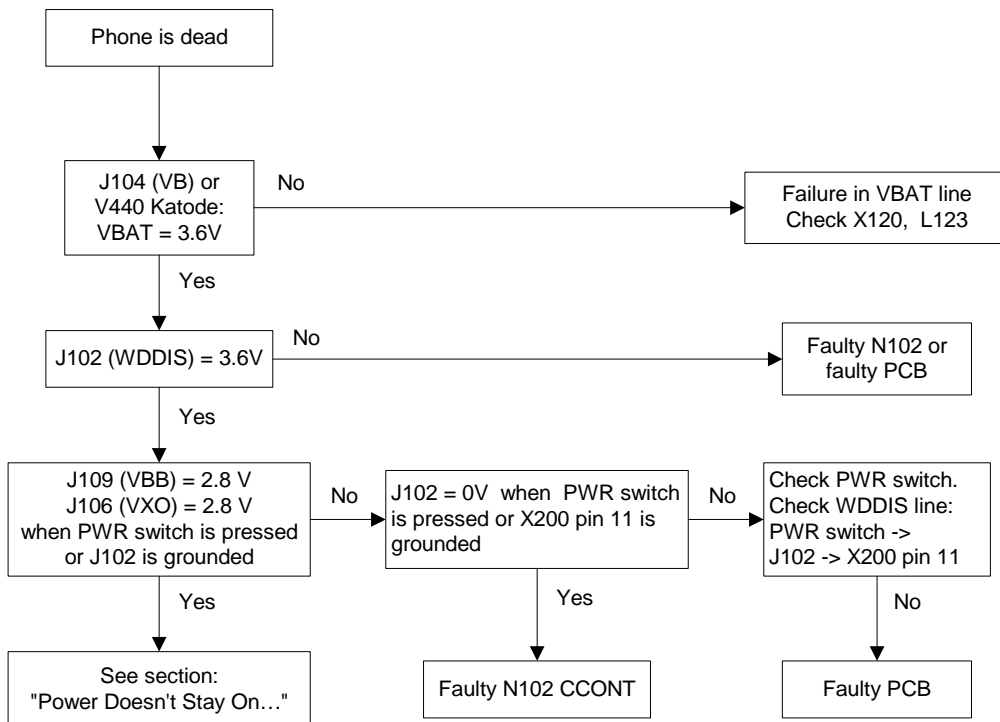 Phone is dead
J104 (VB) or
V440 Katode:
VBAT = 3.6V
No
Failure in VBAT line
Check X120, L123
Yes
J102 (WDDIS) = 3.6V
No
Faulty N102 or
faulty PCB
Yes
J109 (VBB) = 2.8 V
J106 (VXO) = 2.8 V
when PWR switch is pressed
or J102 is grounded
No
J102 = 0V when PWR switch
is pressed or X200 pin 11 is
grounded
No
Check PWR switch.
Check WDDIS line:
PWR switch ->
J102 -> X200 pin 11
Yes
Yes
No
See section:
"Power Doesn't Stay On…"
Faulty N102 CCONT
Faulty PCB